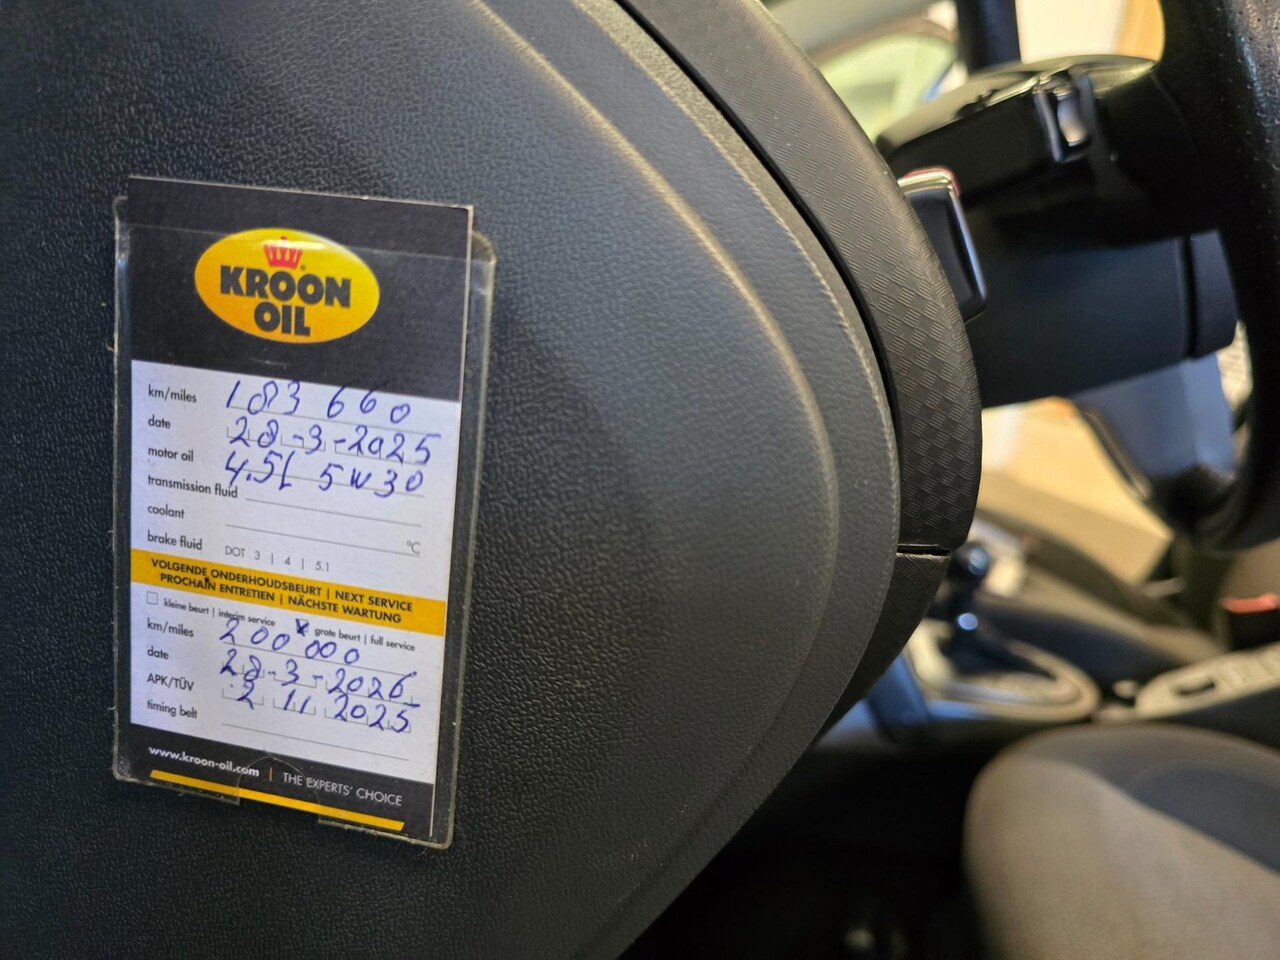 KROON
OIL
km/miles 183 660
date 28-3-2025
motor oil 4.5L 5W30
transmission fluid
coolant °C
brake fluid DOT 3 | 4 | 5.1
VOLGENDE ONDERHOUDSBEURT | NEXT SERVICE
PROCHAIN ENTRETIEN | NÄCHSTE WARTUNG
kleine beurt | interim service grote beurt | full service
km/miles 200 000
date 28-3-2026
APK/TÜV 2 11 2025
timing belt
www.kroon-oil.com | THE EXPERTS' CHOICE